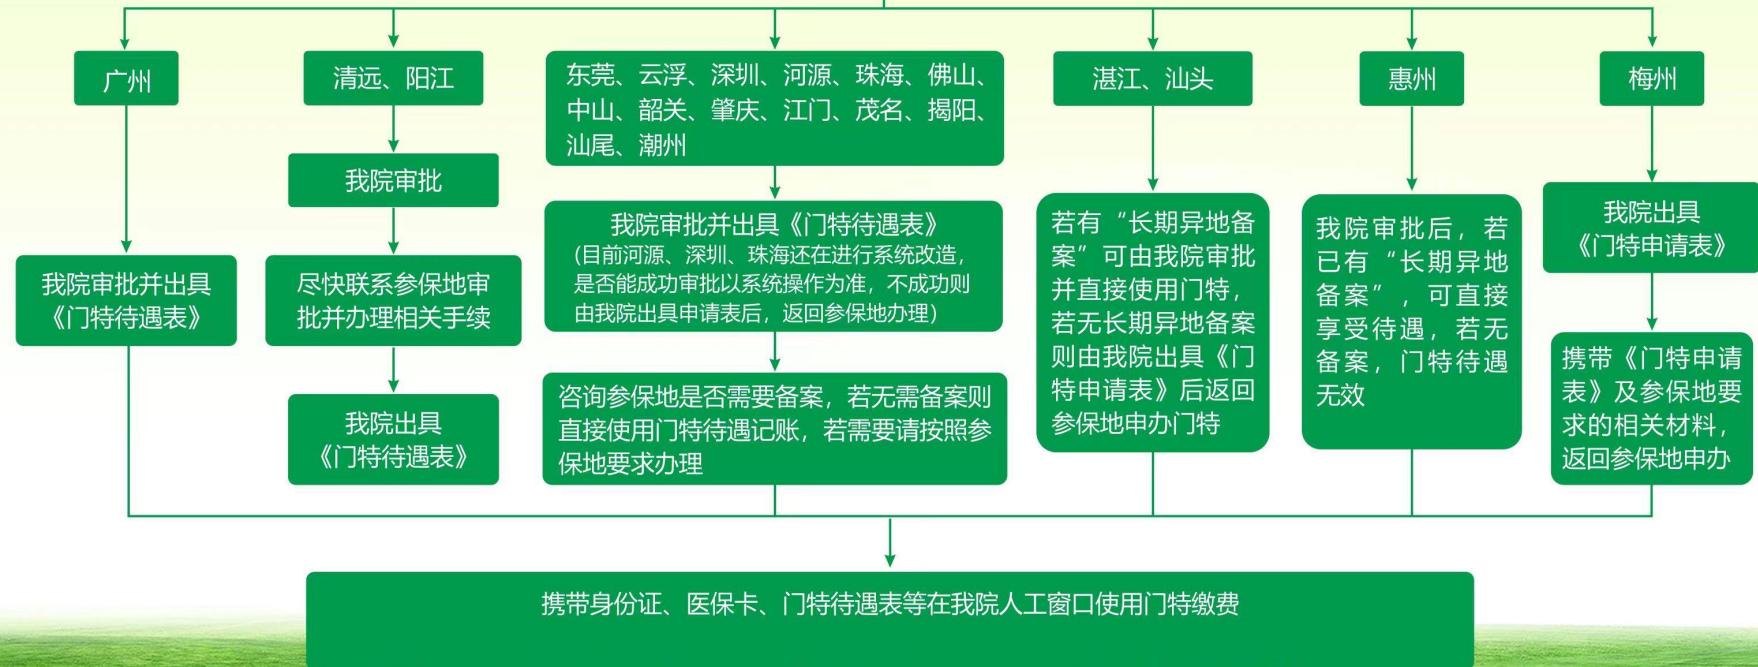 广州
清远、阳江
东莞、云浮、深圳、河源、珠海、佛山、
中山、韶关、肇庆、江门、茂名、揭阳、
汕尾、潮州
湛江、汕头
惠州
梅州
我院审批并出具
《门特待遇表》
我院审批
尽快联系参保地审
批并办理相关手续
我院出具
《门特待遇表》
我院审批并出具《门特待遇表》
(目前河源、深圳、珠海还在进行系统改造,
是否能成功审批以系统操作为准,不成功则
由我院出具申请表后,返回参保地办理)
咨询参保地是否需要备案,若无需备案则
直接使用门特待遇记账,若需要请按照参
保地要求办理
若有“长期异地备
案”可由我院审批
并直接使用门特,
若无长期异地备案
则由我院出具《门
特申请表》后返回
参保地申办门特
我院审批后,若
已有“长期异地
备案”,可直接
享受待遇,若无
备案,门特待遇
无效
我院出具
《门特申请表》
携带《门特申请
表》及参保地要
求的相关材料,
返回参保地申办
携带身份证、医保卡、门特待遇表等在我院人工窗口使用门特缴费